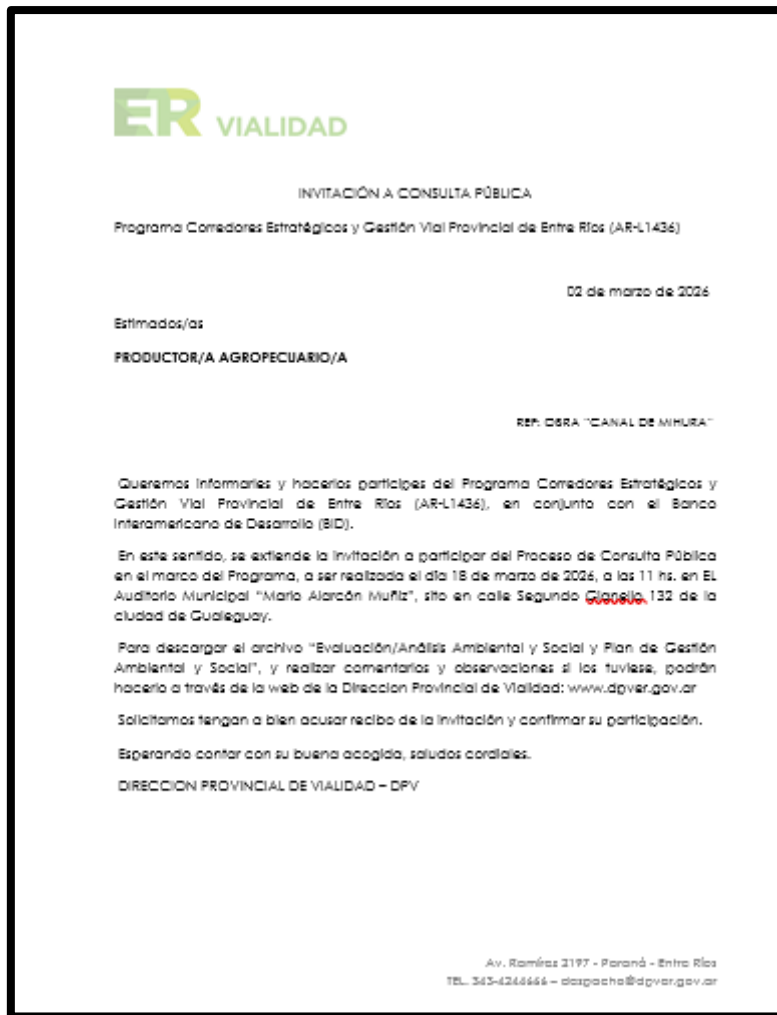 ER VIALIDAD
INVITACIÓN A CONSULTA PÚBLICA
Programa Corredores Estratégicos y Gestión Vial Provincial de Entre Ríos (AR-L1436)
02 de marzo de 2026
Estimados/as
PRODUCTOR/A AGROPECUARIO/A
REF: OBRA "CANAL DE MIHURA"
Queremos informarles y hacerlos partícipes del Programa Corredores Estratégicos y
Gestión Vial Provincial de Entre Ríos (AR-L1436), en conjunto con el Banco
Interamericano de Desarrollo (BID).
En este sentido, se extiende la invitación a participar del Proceso de Consulta Pública
en el marco del Programa, a ser realizada el día 18 de marzo de 2026, a las 11 hs. en EL
Auditorio Municipal "Mario Alarcón Muñiz", sito en calle Segundo Gianello 132 de la
ciudad de Gualeguay.
Para descargar el archivo "Evaluación/Análisis Ambiental y Social y Plan de Gestión
Ambiental y Social", y realizar comentarios y observaciones si los tuviese, podrán
hacerlo a través de la web de la Direccion Provincial de Vialidad: www.dpver.gov.ar
Solicitamos tengan a bien acusar recibo de la invitación y confirmar su participación.
Esperando contar con su buena acogida, saludos cordiales.
DIRECCION PROVINCIAL DE VIALIDAD – DPV
Av. Ramírez 2197 - Paraná - Entre Ríos
TEL. 343-4244666 – despacho@dpver.gov.ar